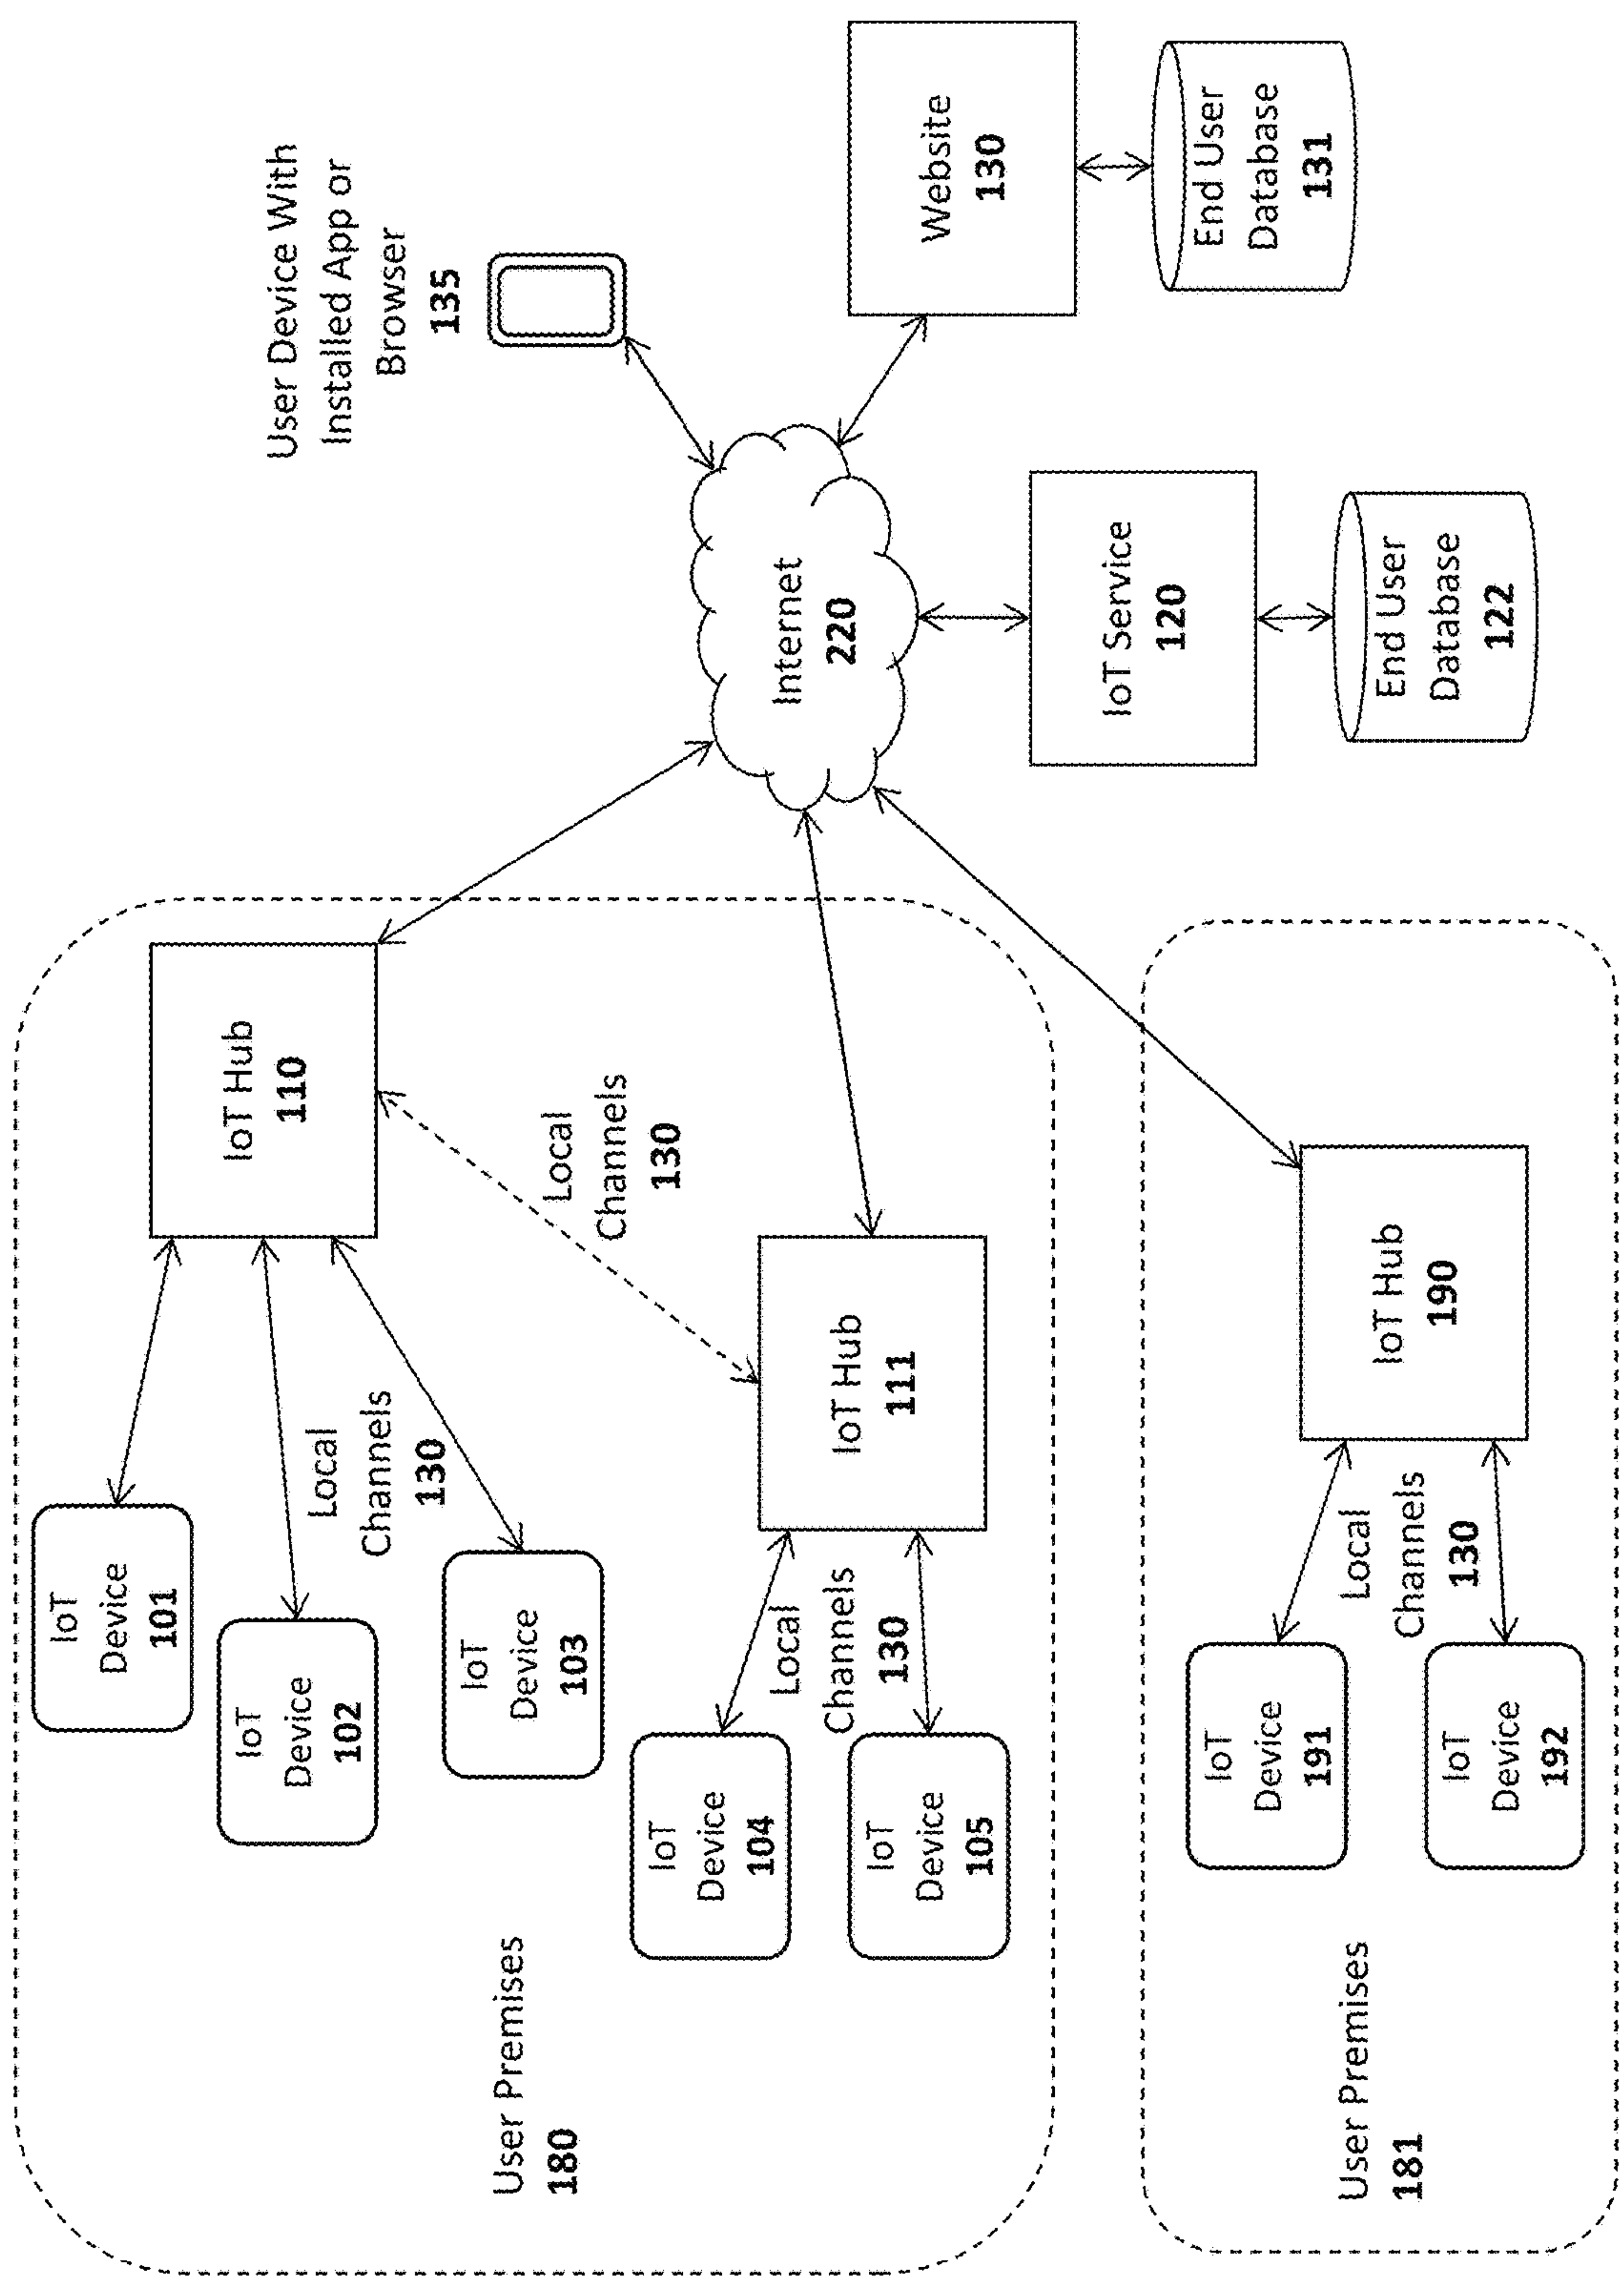 User Premises
180
IoT
Device
101
IoT
Device
102
IoT
Device
103
IoT
Device
104
IoT
Device
105
Local
Channels
130
Local
Channels
130
IoT Hub
110
Local
Channels
130
IoT Hub
111
User Premises
181
IoT
Device
191
IoT
Device
192
Local
Channels
130
IoT Hub
190
Internet
220
User Device With
Installed App or
Browser
135
IoT Service
120
End User
Database
122
Website
130
End User
Database
131